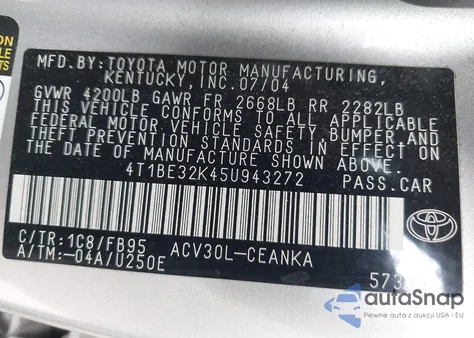 MFD.BY:TOYOTA MOTOR MANUFACTURING,
KENTUCKY, INC.07/04
GVWR 4200LB GAWR FR 2668LB RR 2282LB
THIS VEHICLE CONFORMS TO ALL APPLICABLE
FEDERAL MOTOR VEHICLE SAFETY, BUMPER AND
THEFT PREVENTION STANDARDS IN EFFECT ON
THE DATE OF MANUFACTURE SHOWN ABOVE.
4T1BE32K45U943272 PASS.CAR
C/TR:1C8/FB95 ACV30L-CEANKA
A/TM:-04A/U250E
TOYOTA
autoSnap
Pewne auta z aukcji USA i EU